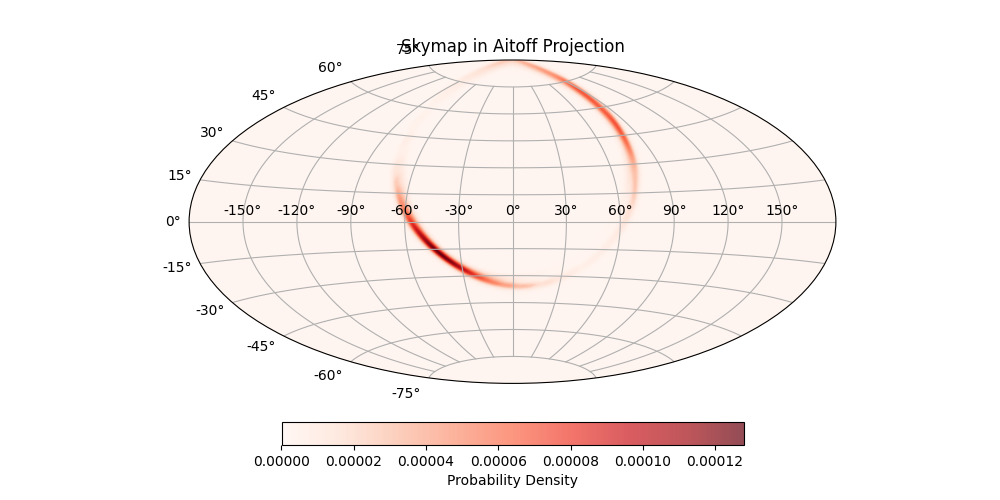 Skymap in Aitoff Projection
75°
60°
45°
30°
15°
-150° -120° -90° -60° -30° 0° 30° 60° 90° 120° 150°
0°
-15°
-30°
-45°
-60°
-75°
0.00000 0.00002 0.00004 0.00006 0.00008 0.00010 0.00012
Probability Density